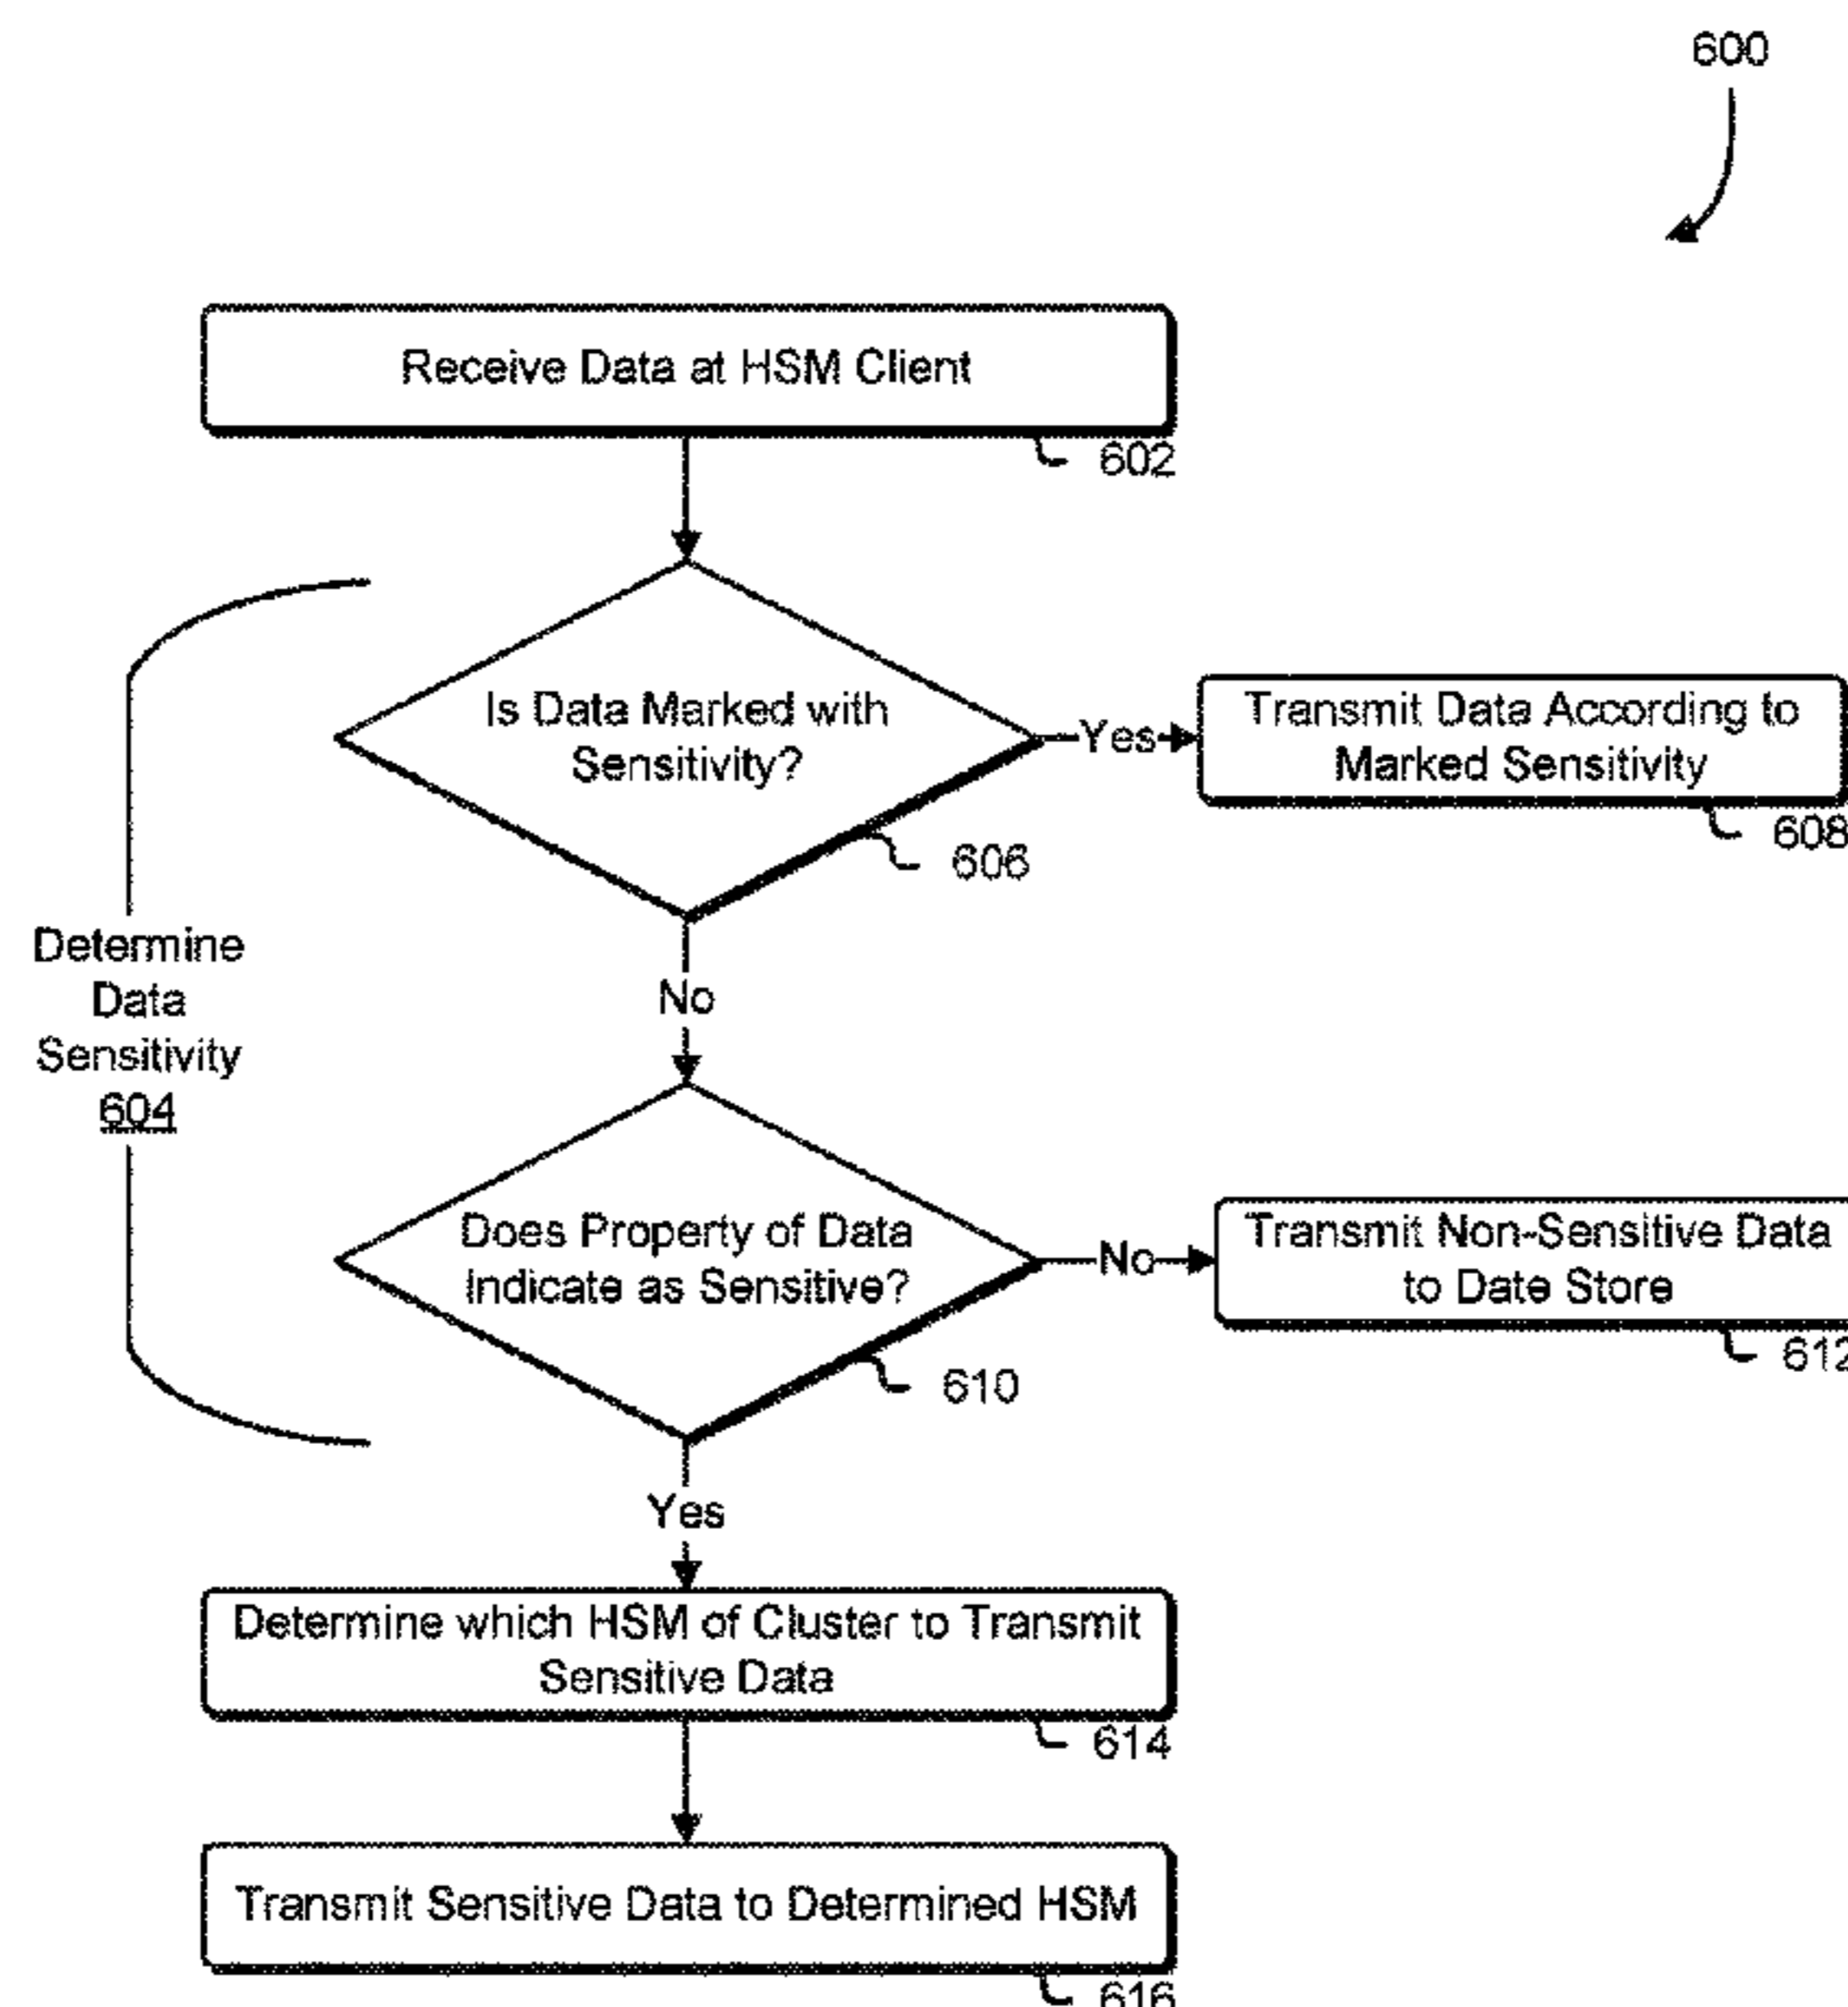 600
Receive Data at HSM Client
602
Is Data Marked with
Sensitivity?
Yes
Transmit Data According to
Marked Sensitivity
608
606
Determine
Data
Sensitivity
604
No
Does Property of Data
Indicate as Sensitive?
No
Transmit Non-Sensitive Data
to Date Store
612
610
Yes
Determine which HSM of Cluster to Transmit
Sensitive Data
614
Transmit Sensitive Data to Determined HSM
616